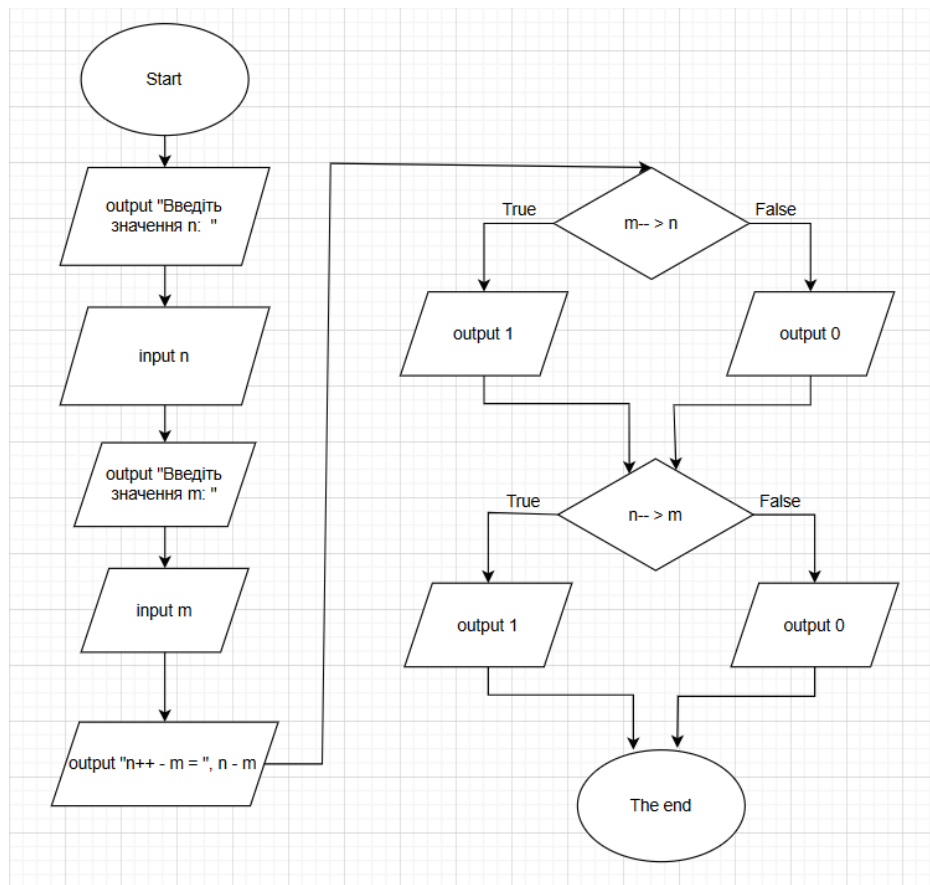 Start
output "Введіть
значення n:  "
input n
output "Введіть
значення m: "
input m
output "n++ - m = ", n - m
m-- > n
True
False
output 1
output 0
n-- > m
True
False
output 1
output 0
The end